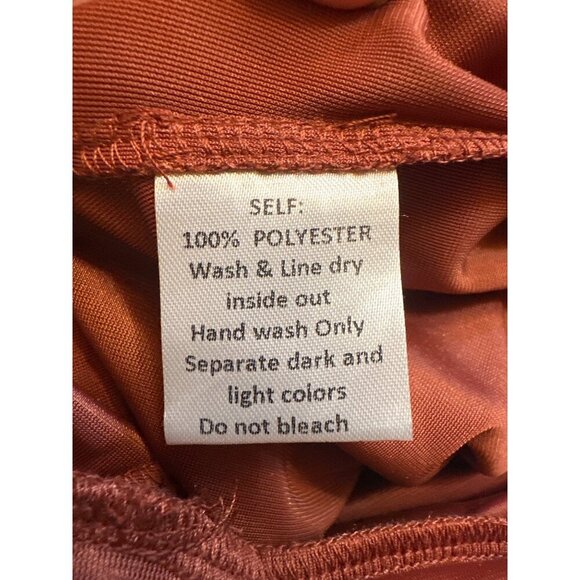 SELF:
100% POLYESTER
Wash & Line dry
inside out
Hand wash Only
Separate dark and
light colors
Do not bleach